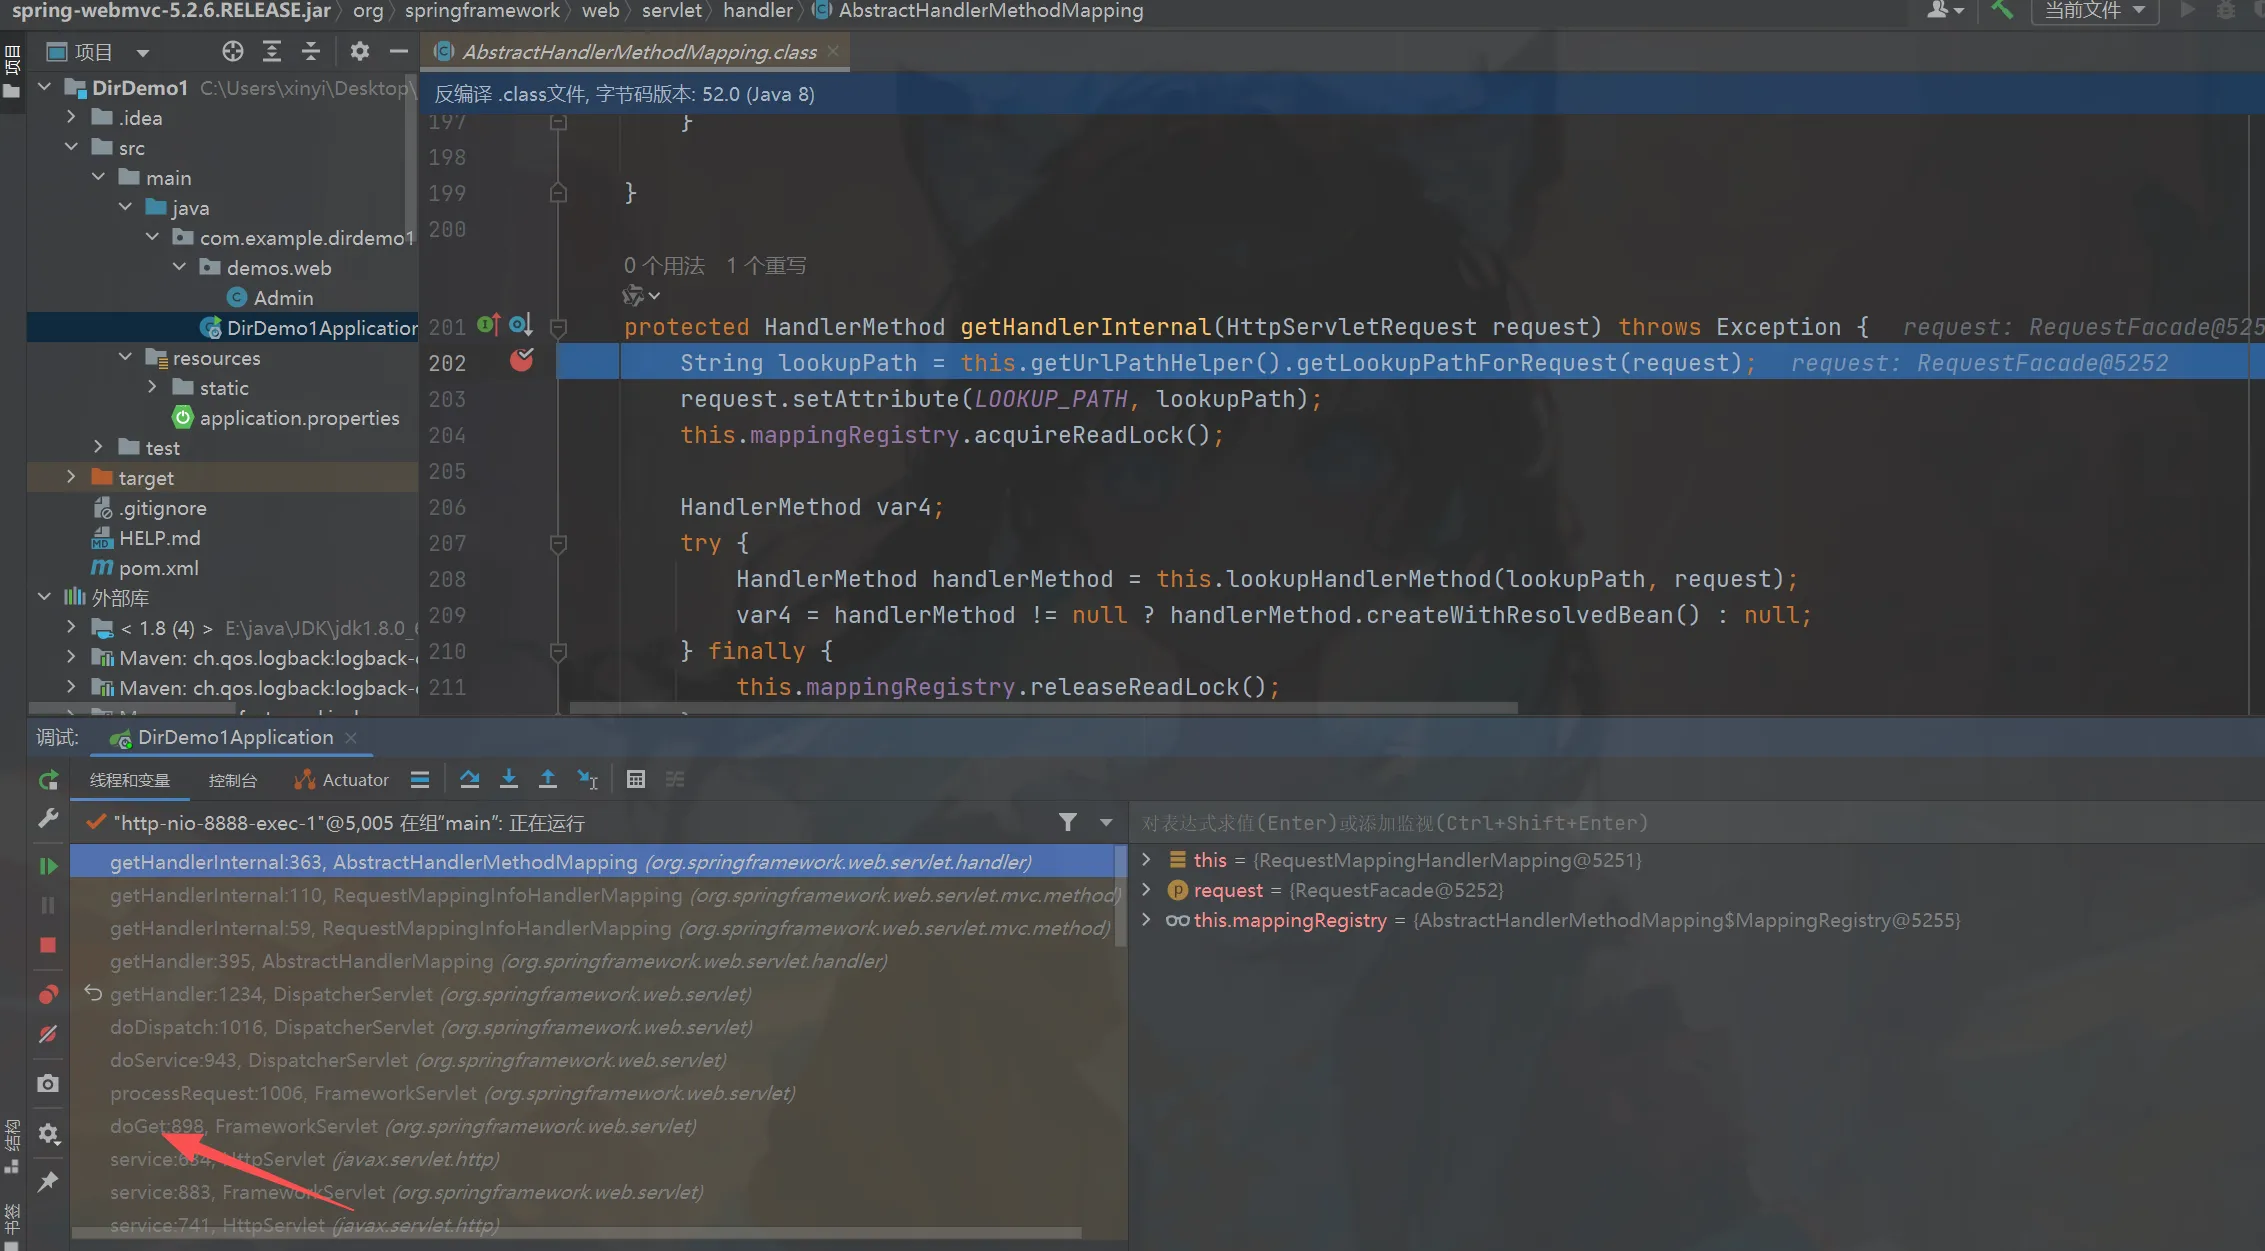 spring-webmvc-5.2.6.RELEASE.jar org springframework web servlet handler AbstractHandlerMethodMapping
当前文件
项目
项目
AbstractHandlerMethodMapping.class
DirDemo1 C:\Users\xinyi\Desktop\
.idea
src
main
java
com.example.dirdemo1
demos.web
Admin
DirDemo1Application
resources
static
application.properties
test
target
.gitignore
HELP.md
pom.xml
外部库
< 1.8 (4) > E:\java\JDK\jdk1.8.0_
Maven: ch.qos.logback:logback-
Maven: ch.qos.logback:logback-
反编译 .class文件, 字节码版本: 52.0 (Java 8)
197 }
198
199 }
200
0 个用法 1 个重写
201 protected HandlerMethod getHandlerInternal(HttpServletRequest request) throws Exception { request: RequestFacade@525
202 String lookupPath = this.getUrlPathHelper().getLookupPathForRequest(request); request: RequestFacade@5252
203 request.setAttribute(LOOKUP_PATH, lookupPath);
204 this.mappingRegistry.acquireReadLock();
205
206 HandlerMethod var4;
207 try {
208 HandlerMethod handlerMethod = this.lookupHandlerMethod(lookupPath, request);
209 var4 = handlerMethod != null ? handlerMethod.createWithResolvedBean() : null;
210 } finally {
211 this.mappingRegistry.releaseReadLock();
调试: DirDemo1Application
线程和变量 控制台 Actuator
"http-nio-8888-exec-1"@5,005 在组"main": 正在运行
getHandlerInternal:363, AbstractHandlerMethodMapping (org.springframework.web.servlet.handler)
getHandlerInternal:110, RequestMappingInfoHandlerMapping (org.springframework.web.servlet.mvc.method)
getHandlerInternal:59, RequestMappingInfoHandlerMapping (org.springframework.web.servlet.mvc.method)
getHandler:395, AbstractHandlerMapping (org.springframework.web.servlet.handler)
getHandler:1234, DispatcherServlet (org.springframework.web.servlet)
doDispatch:1016, DispatcherServlet (org.springframework.web.servlet)
doService:943, DispatcherServlet (org.springframework.web.servlet)
processRequest:1006, FrameworkServlet (org.springframework.web.servlet)
doGet:898, FrameworkServlet (org.springframework.web.servlet)
service:634, HttpServlet (javax.servlet.http)
service:883, FrameworkServlet (org.springframework.web.servlet)
service:741, HttpServlet (javax.servlet.http)
对表达式求值(Enter)或添加监视(Ctrl+Shift+Enter)
this = {RequestMappingHandlerMapping@5251}
request = {RequestFacade@5252}
this.mappingRegistry = {AbstractHandlerMethodMapping$MappingRegistry@5255}
结构
书签